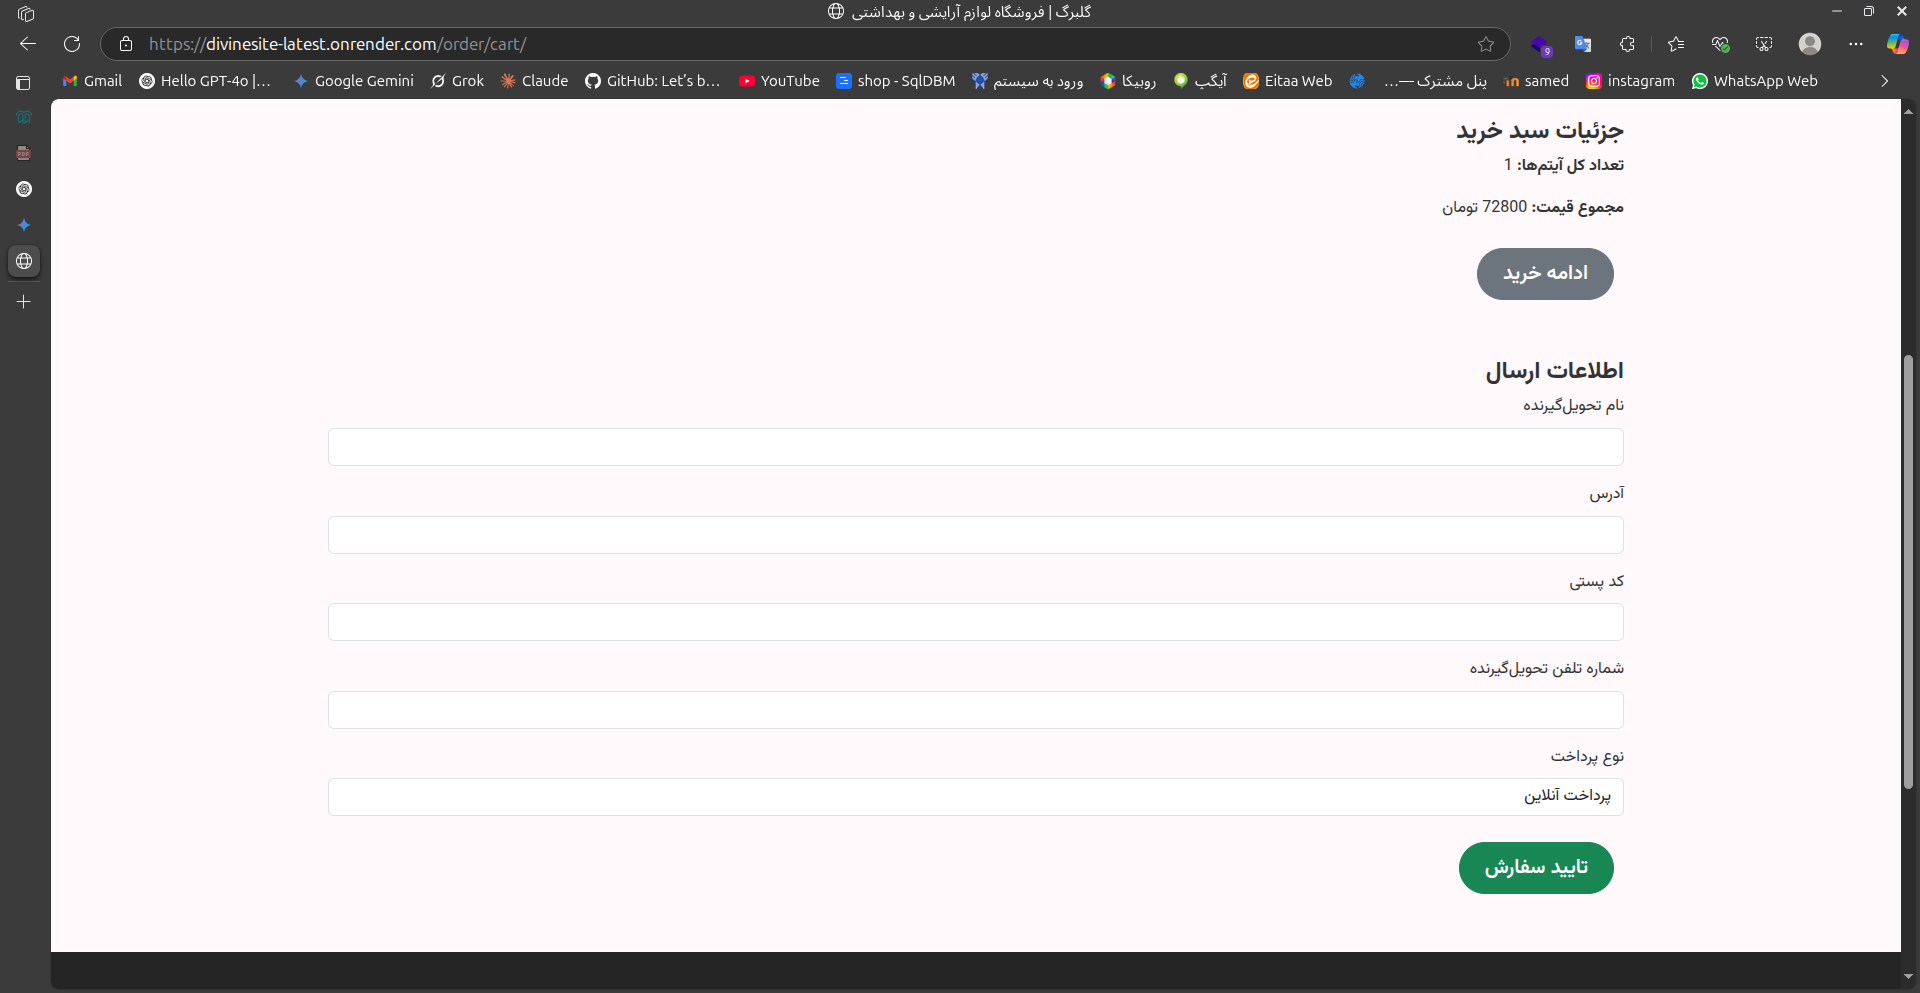 گلبرگ | فروشگاه لوازم آرایشی و بهداشتی
https://divinesite-latest.onrender.com/order/cart/
9
Gmail
Hello GPT-4o |...
Google Gemini
Grok
Claude
GitHub: Let's b...
YouTube
shop - SqlDBM
ورود به سیستم
روبیکا
آیگپ
Eitaa Web
پنل مشترک —...
samed
instagram
WhatsApp Web
PDF
جزئیات سبد خرید
تعداد کل آیتم‌ها: 1
مجموع قیمت: 72800 تومان
ادامه خرید
اطلاعات ارسال
نام تحویل‌گیرنده
آدرس
کد پستی
شماره تلفن تحویل‌گیرنده
نوع پرداخت
پرداخت آنلاین
تایید سفارش